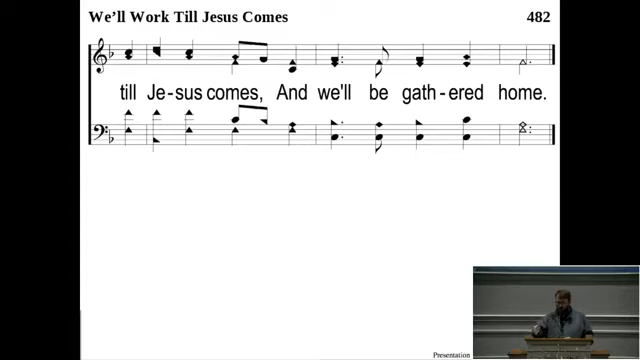 We'll Work Till Jesus Comes 482
till Je-sus comes, And we'll be gath-ered home.
Presentation